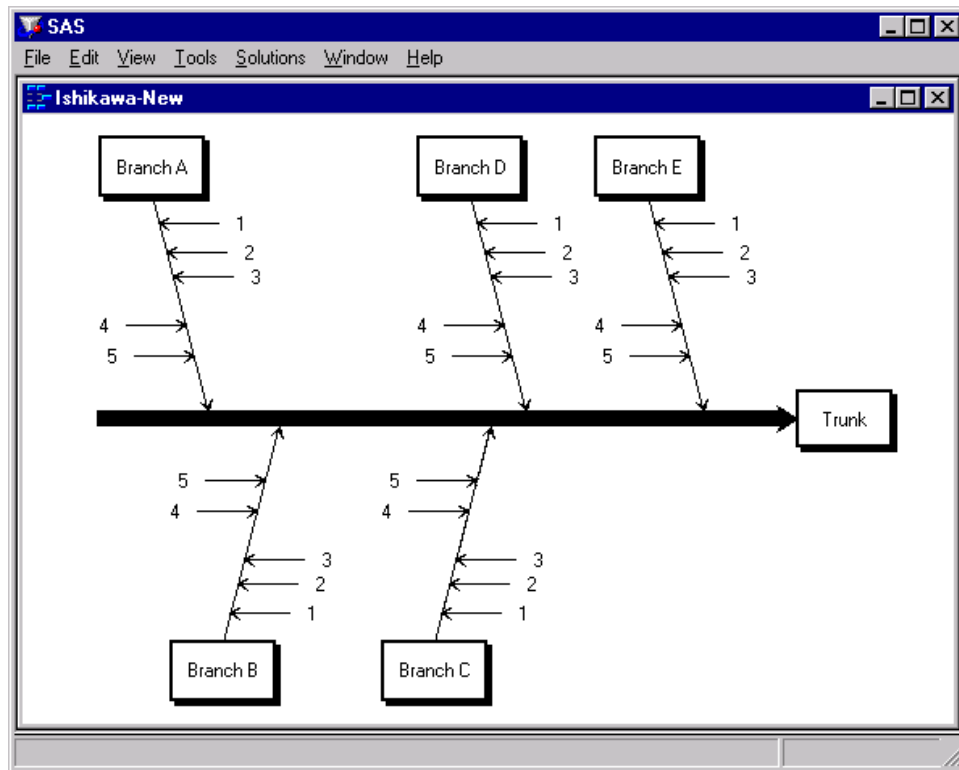 SAS
File Edit View Tools Solutions Window Help
Ishikawa-New
Branch A Branch D Branch E
1 1 1
2 2 2
3 3 3
4 4 4
5 5 5
Trunk
5 5
4 4
3 3
2 2
1 1
Branch B Branch C